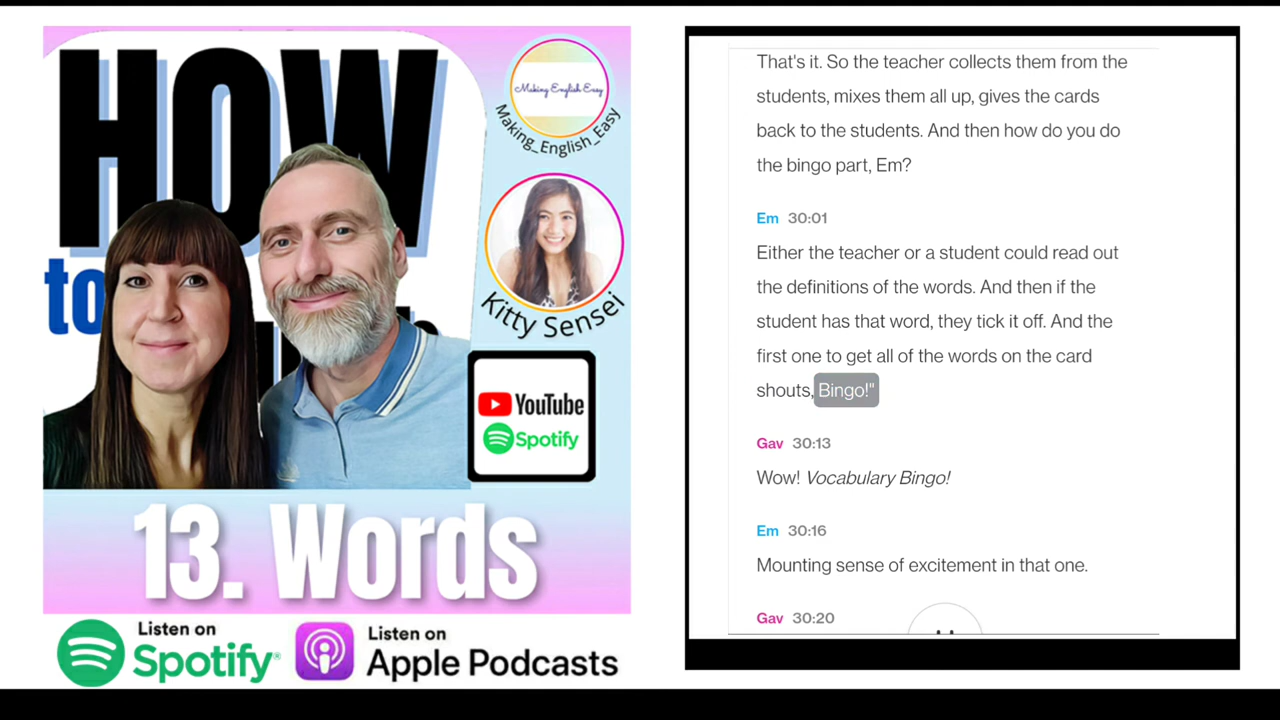 HOW
to
Making English Easy
Making_English_Easy
Kitty Sensei
YouTube
Spotify
13. Words
Listen on
Spotify
Listen on
Apple Podcasts
That's it. So the teacher collects them from the
students, mixes them all up, gives the cards
back to the students. And then how do you do
the bingo part, Em?
Em 30:01
Either the teacher or a student could read out
the definitions of the words. And then if the
student has that word, they tick it off. And the
first one to get all of the words on the card
shouts, Bingo!"
Gav 30:13
Wow! Vocabulary Bingo!
Em 30:16
Mounting sense of excitement in that one.
Gav 30:20